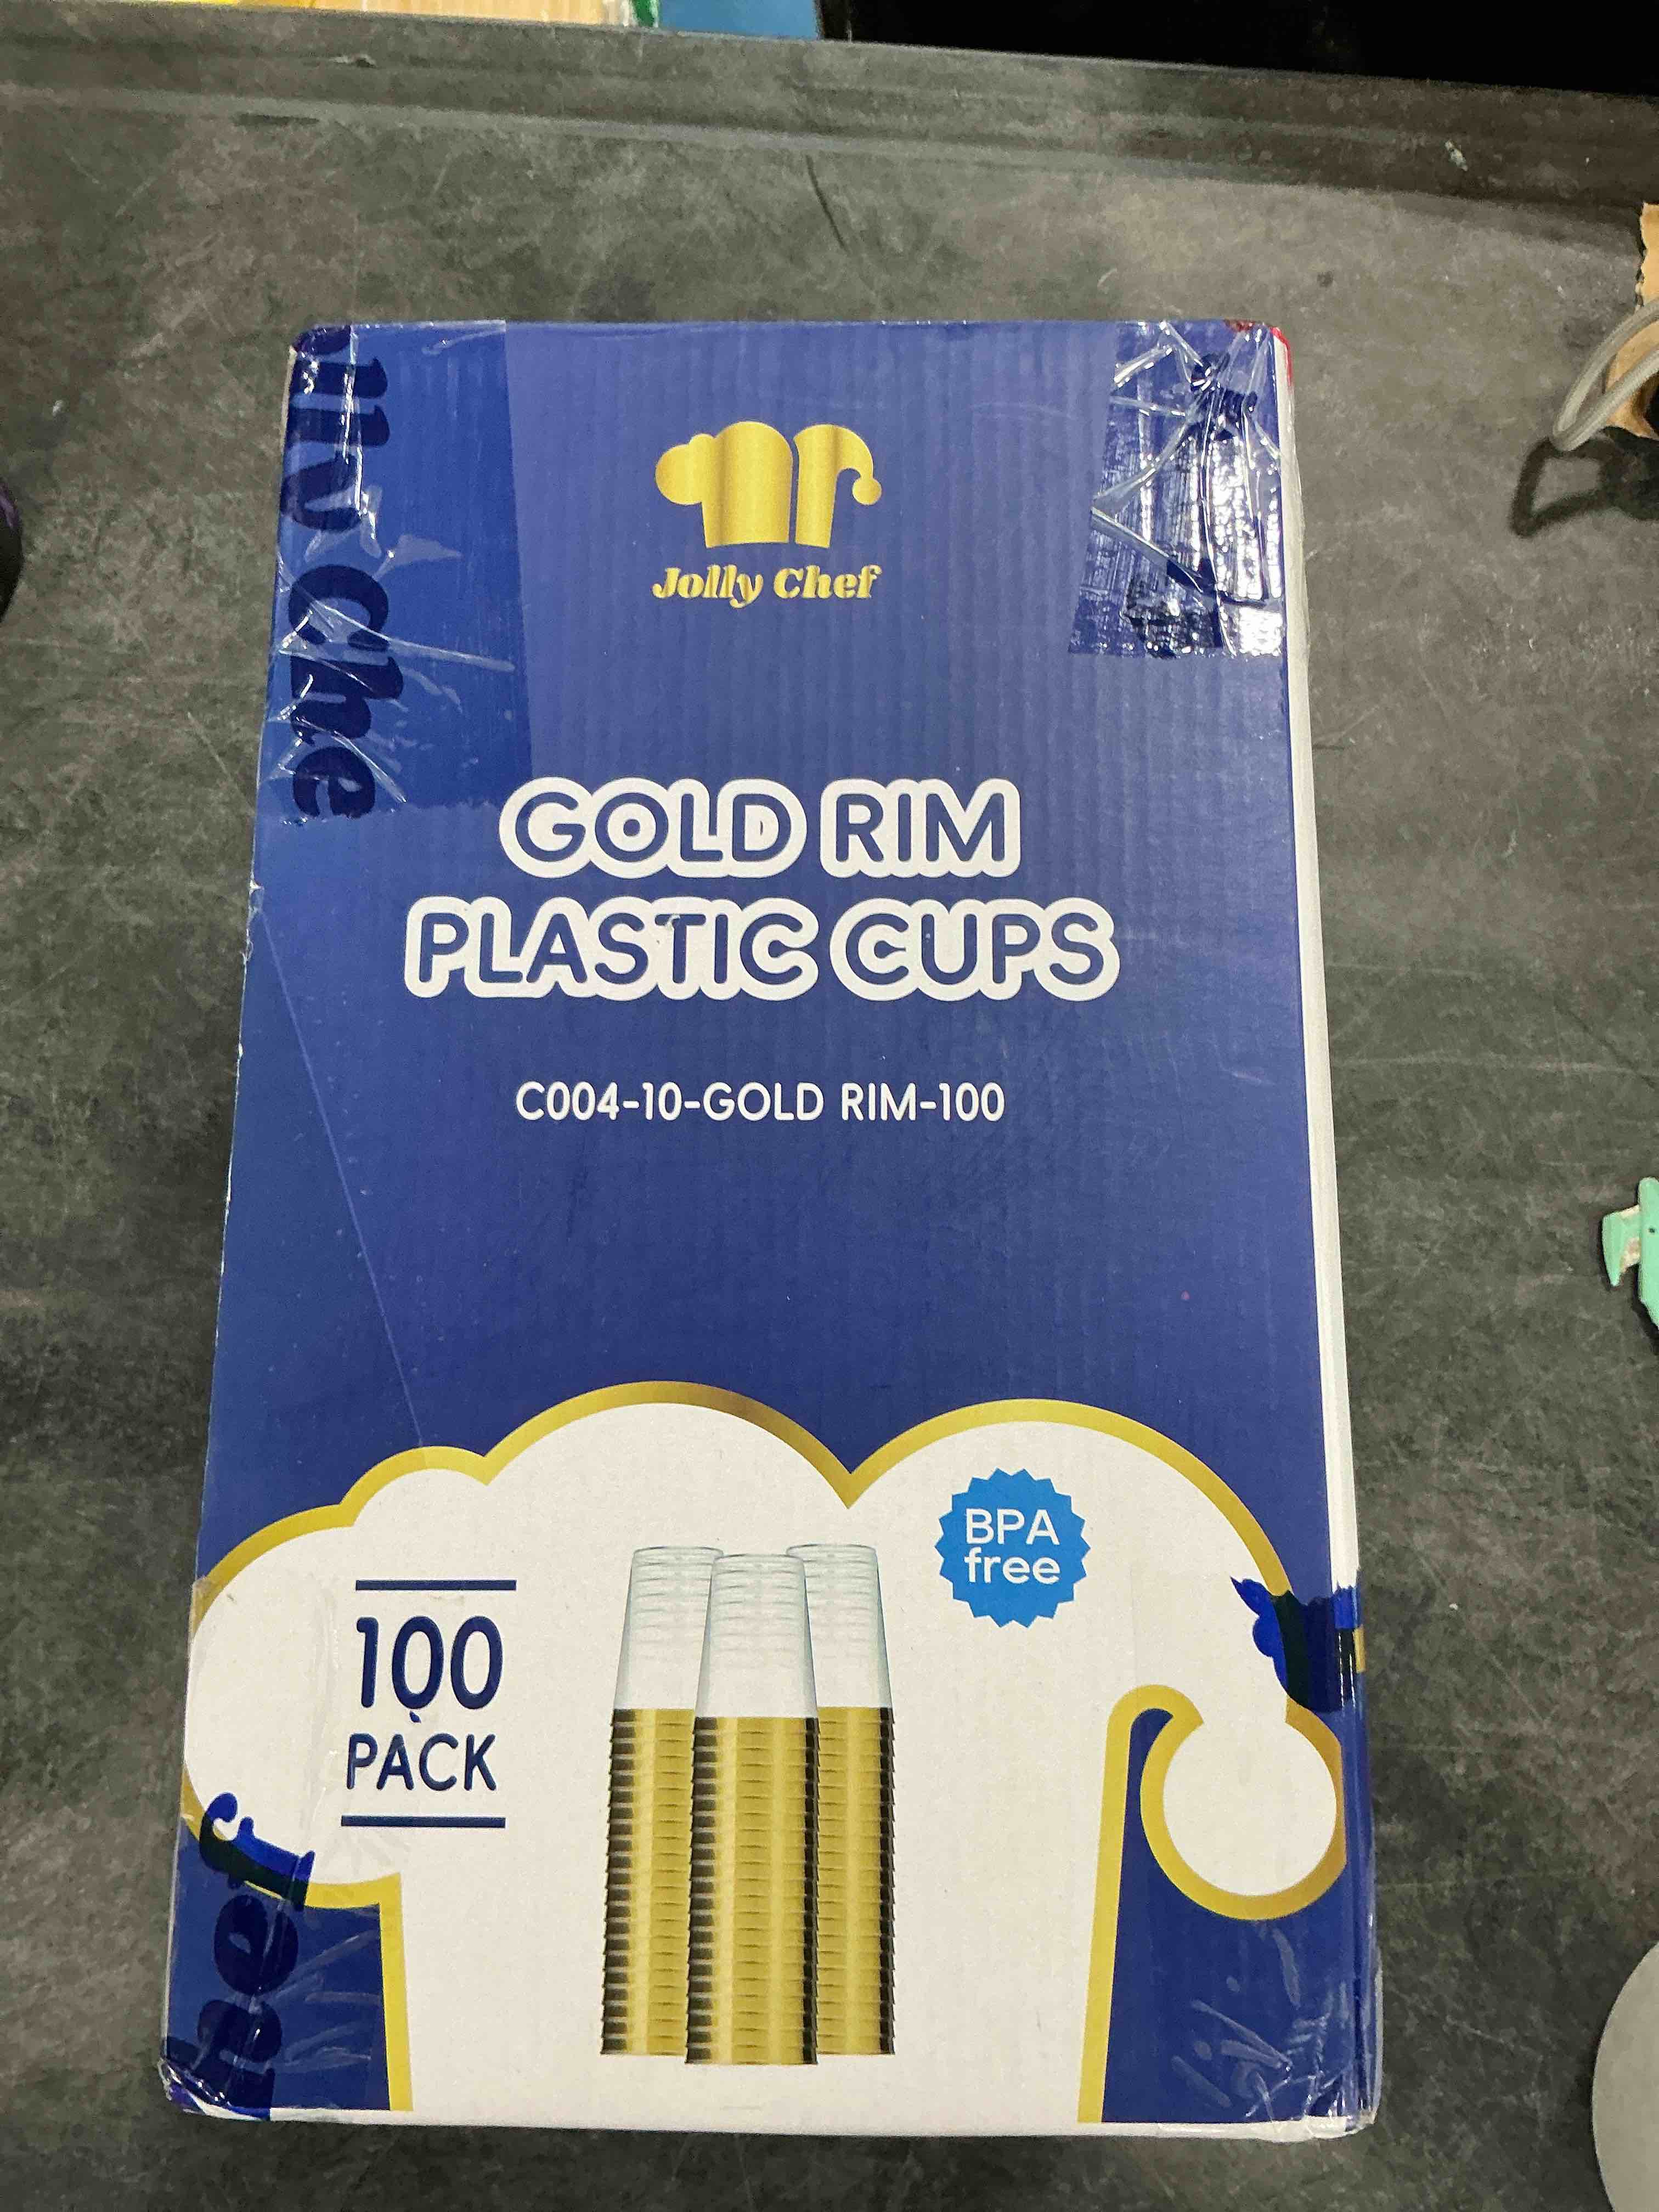 Jolly Chef
GOLD RIM
PLASTIC CUPS
C004-10-GOLD RIM-100
BPA
free
100
PACK